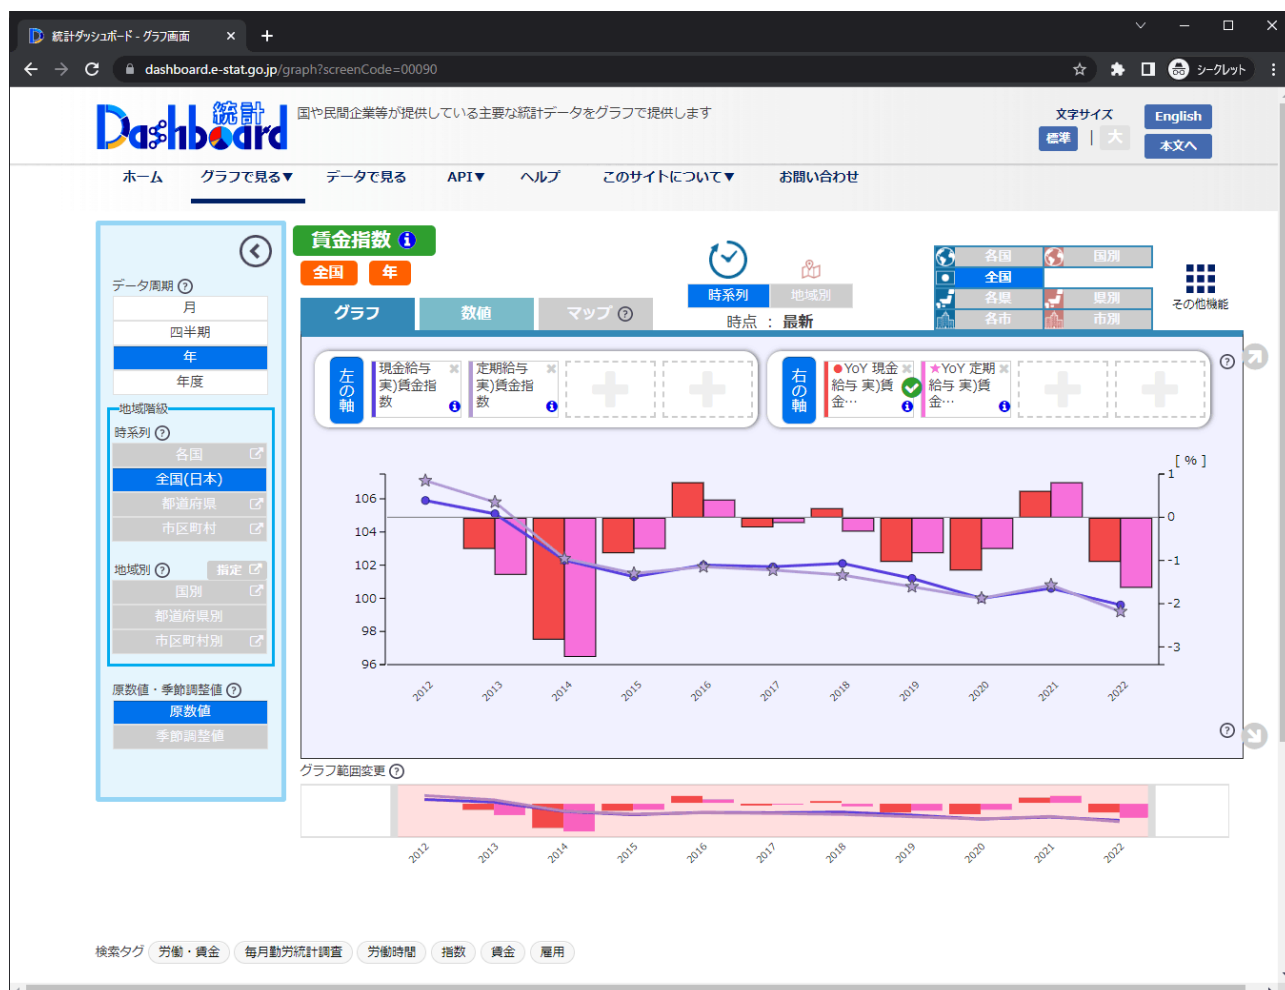 統計ダッシュボード - グラフ画面
dashboard.e-stat.go.jp/graph?screenCode=00090
シークレット
統計
Dashboard
国や民間企業等が提供している主要な統計データをグラフで提供します
文字サイズ
標準 | 大
English
本文へ
ホーム グラフで見る▼ データで見る API▼ ヘルプ このサイトについて▼ お問い合わせ
データ周期
月
四半期
年
年度
地域階級
時系列
各国
全国(日本)
都道府県
市区町村
地域別 指定
国別
都道府県別
市区町村別
原数値・季節調整値
原数値
季節調整値
賃金指数
全国 年
グラフ 数値 マップ
時系列 地域別
時点 : 最新
各国 国別
全国
各県 県別
各市 市別
その他機能
左の軸
現金給与
実)賃金指
数
定期給与
実)賃金指
数
右の軸
●YoY 現金
給与 実)賃
金…
★YoY 定期
給与 実)賃
金…
[ % ]
106
104
102
100
98
96
1
0
-1
-2
-3
2012 2013 2014 2015 2016 2017 2018 2019 2020 2021 2022
グラフ範囲変更
2012 2013 2014 2015 2016 2017 2018 2019 2020 2021 2022
検索タグ 労働・賃金 毎月勤労統計調査 労働時間 指数 賃金 雇用